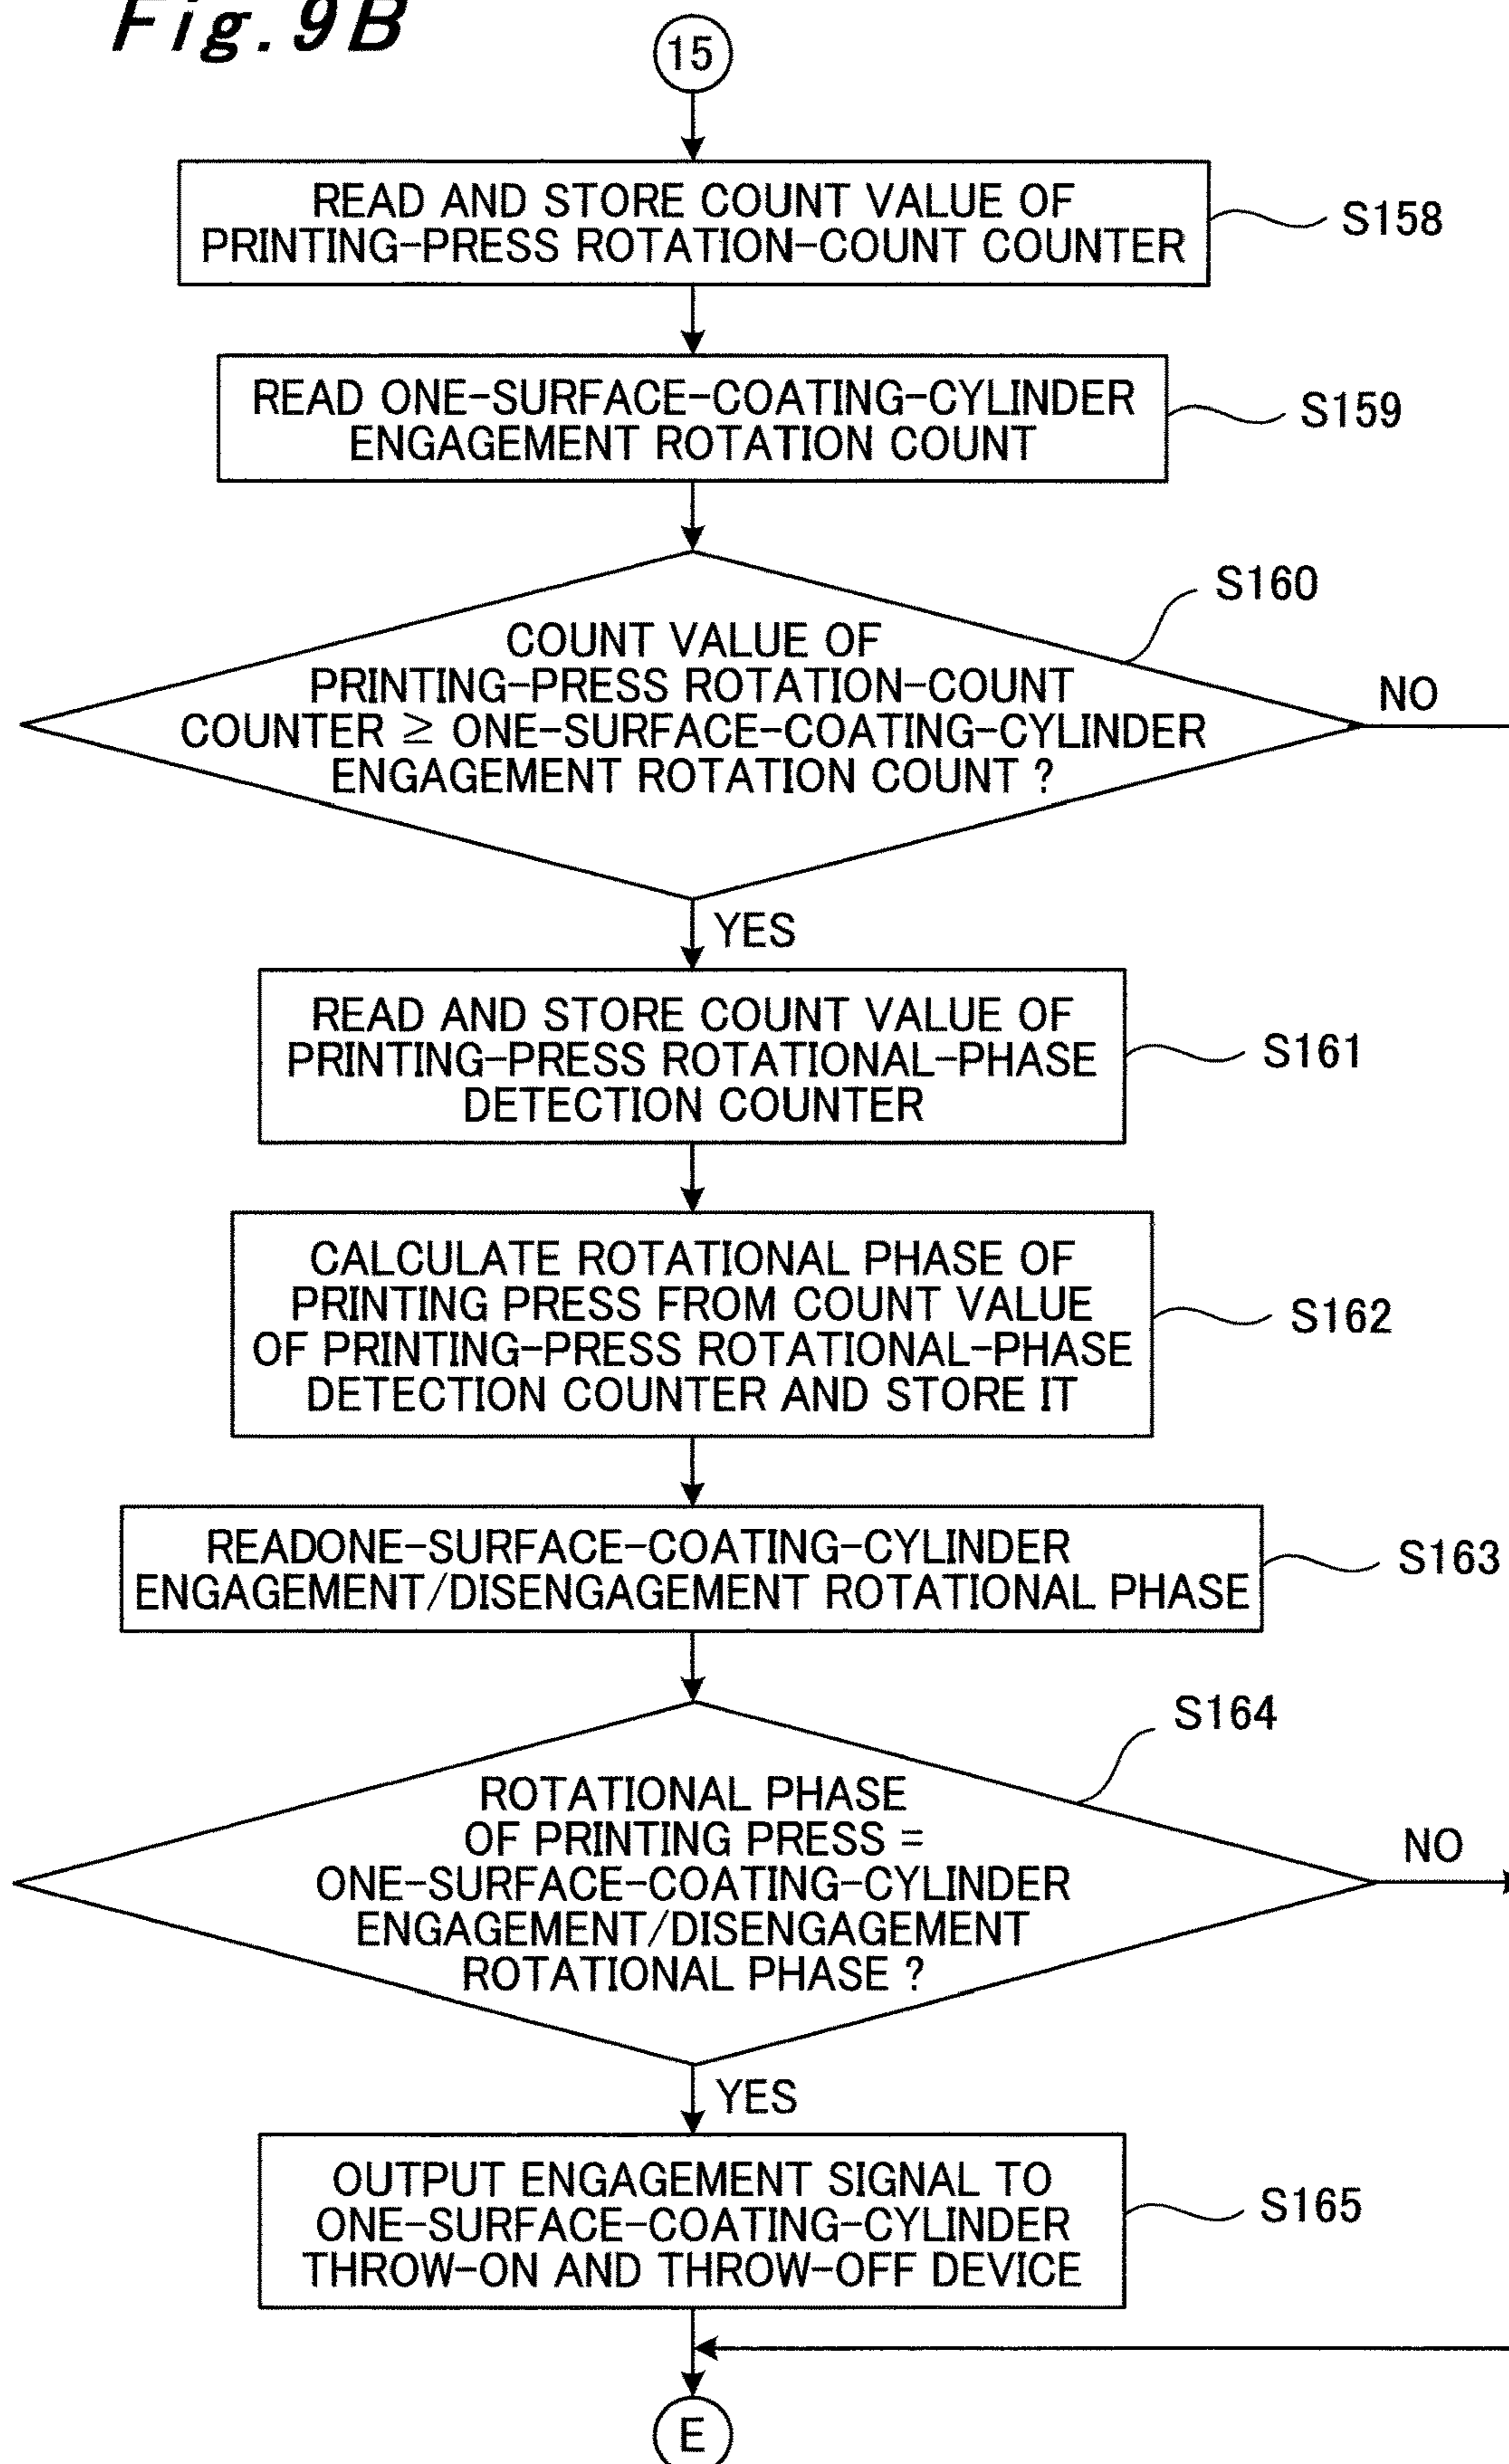 Fig.9B
15
READ AND STORE COUNT VALUE OF
PRINTING-PRESS ROTATION-COUNT COUNTER
S158
READ ONE-SURFACE-COATING-CYLINDER
ENGAGEMENT ROTATION COUNT
S159
S160
COUNT VALUE OF
PRINTING-PRESS ROTATION-COUNT
COUNTER ≥ ONE-SURFACE-COATING-CYLINDER
ENGAGEMENT ROTATION COUNT ?
NO
YES
READ AND STORE COUNT VALUE OF
PRINTING-PRESS ROTATIONAL-PHASE
DETECTION COUNTER
S161
CALCULATE ROTATIONAL PHASE OF
PRINTING PRESS FROM COUNT VALUE
OF PRINTING-PRESS ROTATIONAL-PHASE
DETECTION COUNTER AND STORE IT
S162
READONE-SURFACE-COATING-CYLINDER
ENGAGEMENT/DISENGAGEMENT ROTATIONAL PHASE
S163
S164
ROTATIONAL PHASE
OF PRINTING PRESS =
ONE-SURFACE-COATING-CYLINDER
ENGAGEMENT/DISENGAGEMENT
ROTATIONAL PHASE ?
NO
YES
OUTPUT ENGAGEMENT SIGNAL TO
ONE-SURFACE-COATING-CYLINDER
THROW-ON AND THROW-OFF DEVICE
S165
E